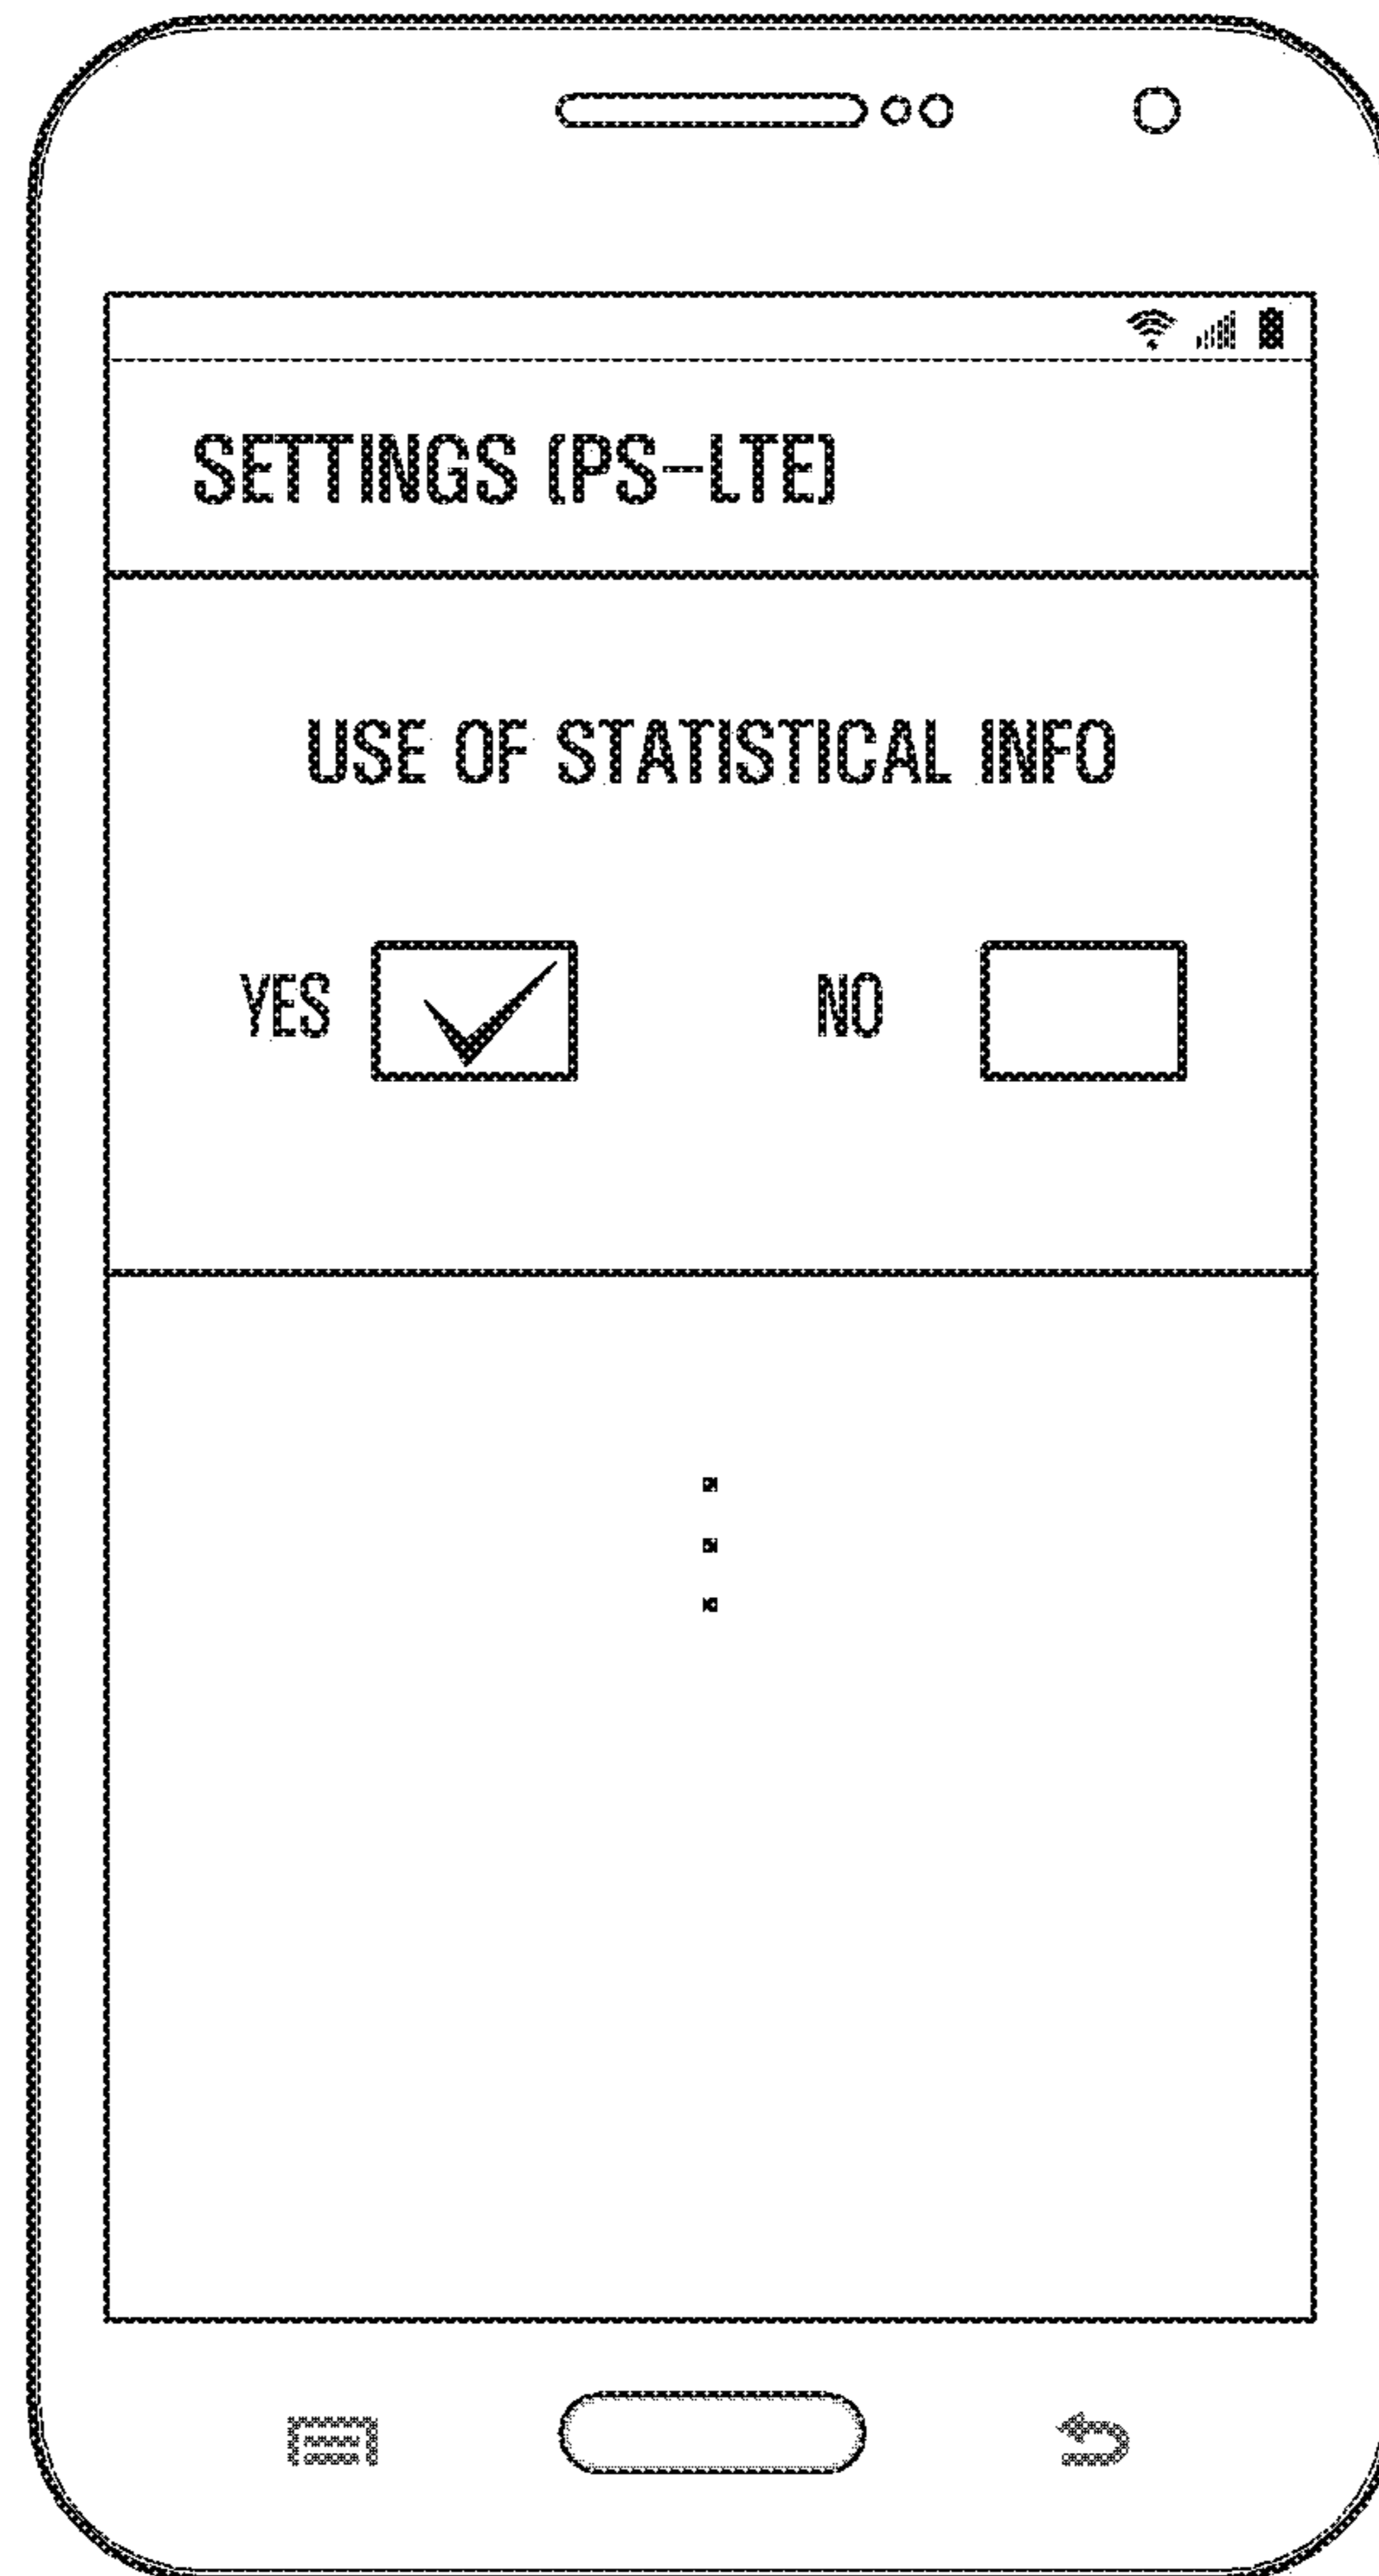 SETTINGS (PS-LTE)
USE OF STATISTICAL INFO
YES NO